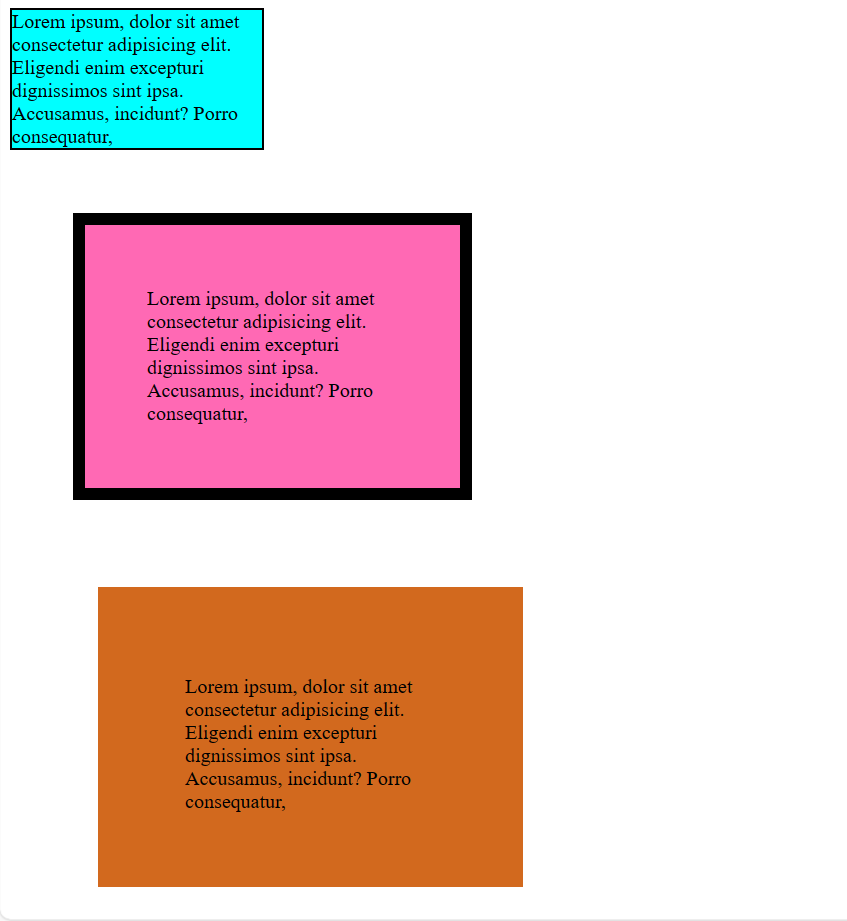 Lorem ipsum, dolor sit amet
consectetur adipisicing elit.
Eligendi enim excepturi
dignissimos sint ipsa.
Accusamus, incidunt? Porro
consequatur,
Lorem ipsum, dolor sit amet
consectetur adipisicing elit.
Eligendi enim excepturi
dignissimos sint ipsa.
Accusamus, incidunt? Porro
consequatur,
Lorem ipsum, dolor sit amet
consectetur adipisicing elit.
Eligendi enim excepturi
dignissimos sint ipsa.
Accusamus, incidunt? Porro
consequatur,